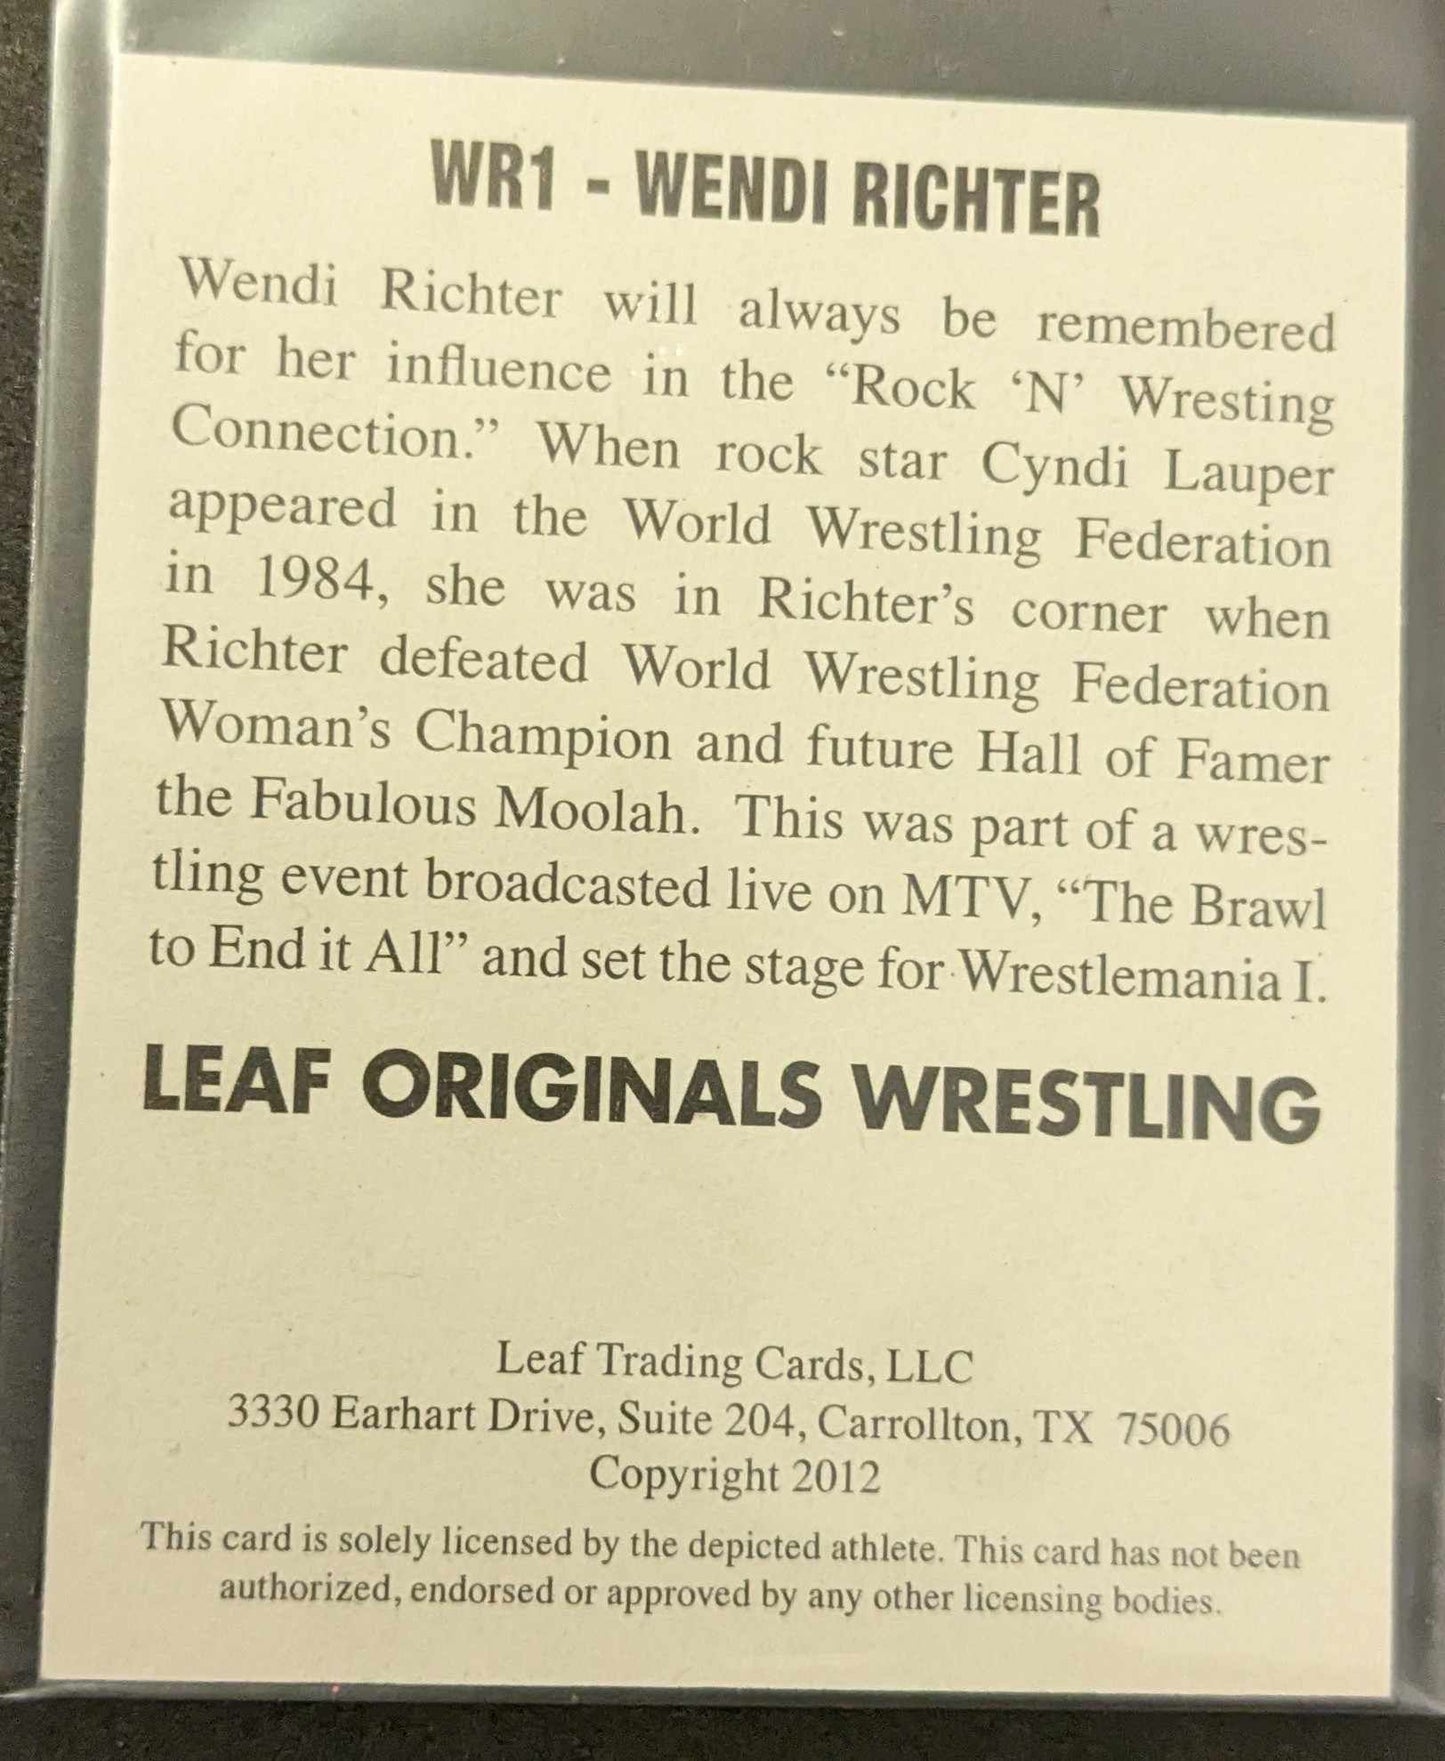 WR1 - WENDI RICHTER
Wendi Richter will always be remembered
for her influence in the “Rock ‘N’ Wresting
Connection.” When rock star Cyndi Lauper
appeared in the World Wrestling Federation
in 1984, she was in Richter’s corner when
Richter defeated World Wrestling Federation
Woman’s Champion and future Hall of Famer
the Fabulous Moolah. This was part of a wres-
tling event broadcasted live on MTV, “The Brawl
to End it All” and set the stage for Wrestlemania I.
LEAF ORIGINALS WRESTLING
Leaf Trading Cards, LLC
3330 Earhart Drive, Suite 204, Carrollton, TX 75006
Copyright 2012
This card is solely licensed by the depicted athlete. This card has not been
authorized, endorsed or approved by any other licensing bodies.